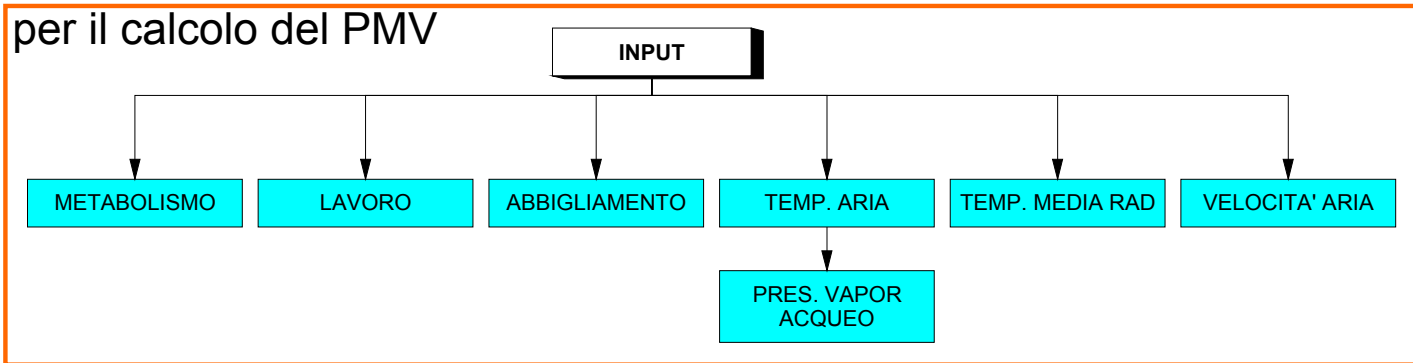 per il calcolo del PMV
INPUT
METABOLISMO
LAVORO
ABBIGLIAMENTO
TEMP. ARIA
TEMP. MEDIA RAD
VELOCITA' ARIA
PRES. VAPOR
ACQUEO